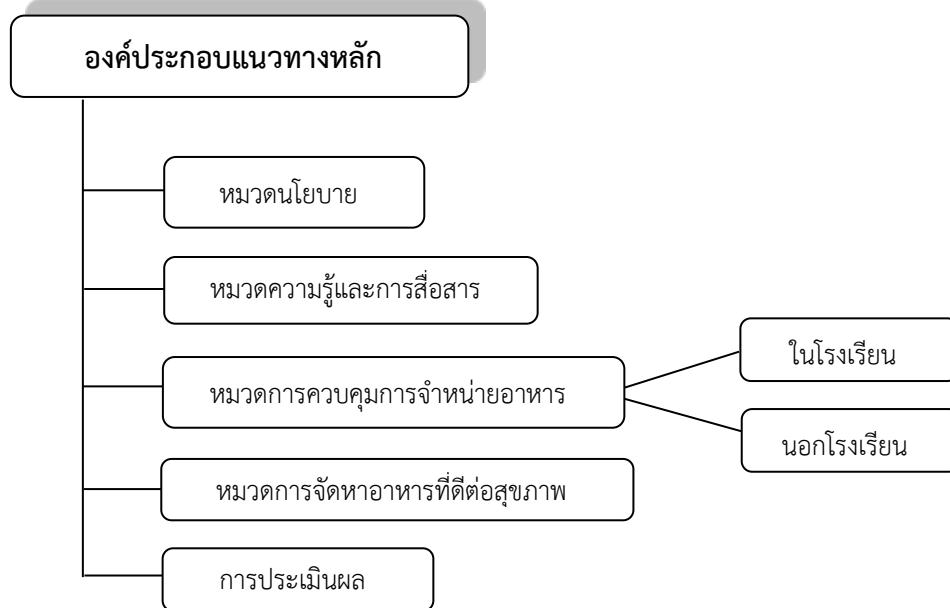 องค์ประกอบแนวทางหลัก
หมวดนโยบาย
หมวดความรู้และการสื่อสาร
หมวดการควบคุมการจำหน่ายอาหาร
ในโรงเรียน
นอกโรงเรียน
หมวดการจัดหาอาหารที่ดีต่อสุขภาพ
การประเมินผล